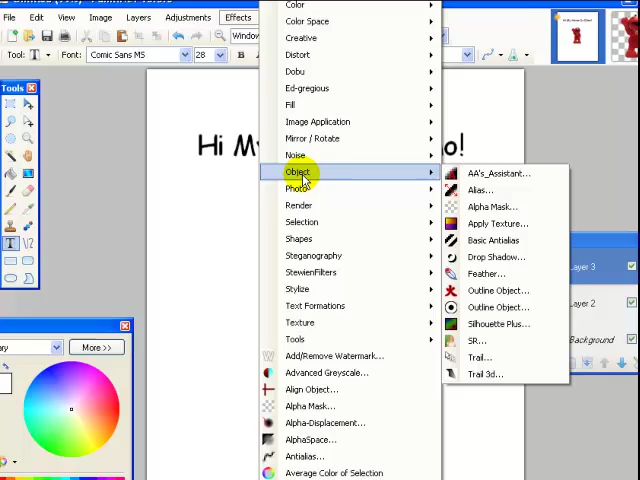 File Edit View Image Layers Adjustments Effects
Tool: T Font: Comic Sans MS 28 B
Window
Tools
Hi My
o!
Color
Color Space
Creative
Distort
Dobu
Ed-gregious
Fill
Image Application
Mirror / Rotate
Noise
Object
Photo
Render
Selection
Shapes
Steganography
StewienFilters
Stylize
Text Formations
Texture
Tools
Add/Remove Watermark...
Advanced Greyscale...
Align Object...
Alpha Mask...
Alpha-Displacement...
AlphaSpace...
Antialias...
Average Color of Selection
AA's_Assistant...
Alias...
Alpha Mask...
Apply Texture...
Basic Antialias
Drop Shadow...
Feather...
Outline Object...
Outline Object...
Silhouette Plus...
SR...
Trail...
Trail 3d...
Layer 3
Layer 2
Background
More >>